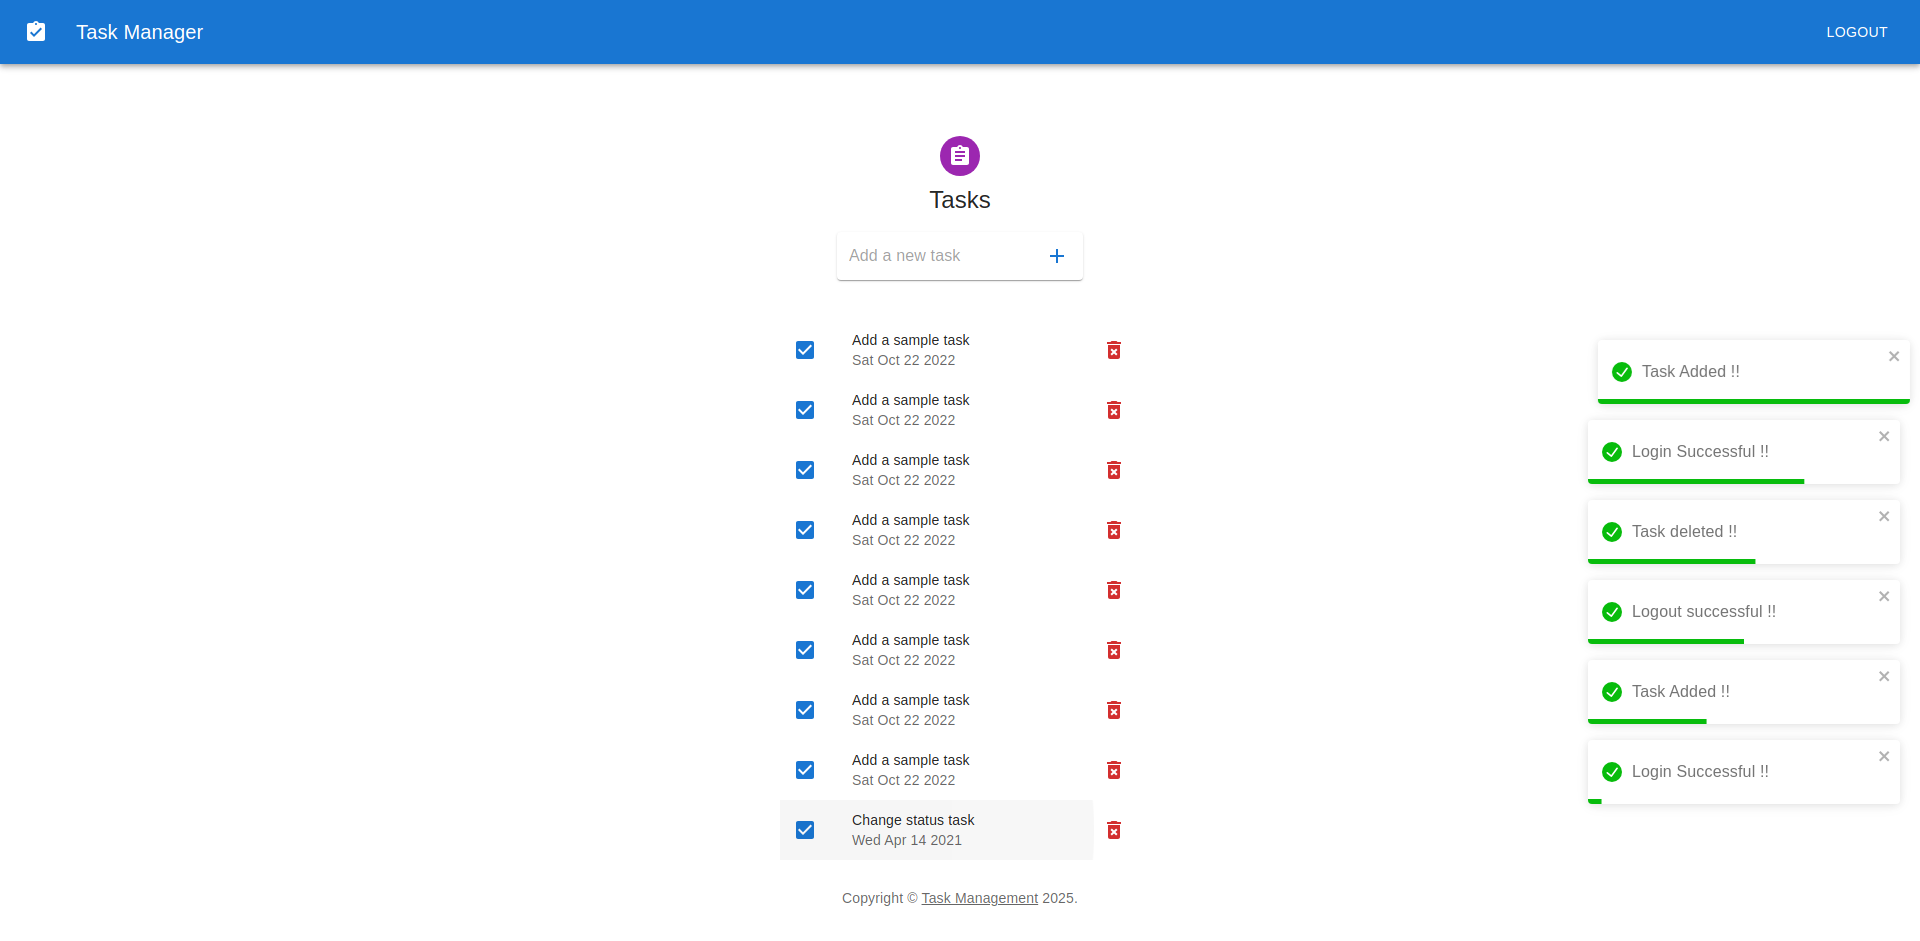 Task Manager
LOGOUT
Tasks
Add a new task
Add a sample task
Sat Oct 22 2022
Add a sample task
Sat Oct 22 2022
Add a sample task
Sat Oct 22 2022
Add a sample task
Sat Oct 22 2022
Add a sample task
Sat Oct 22 2022
Add a sample task
Sat Oct 22 2022
Add a sample task
Sat Oct 22 2022
Add a sample task
Sat Oct 22 2022
Change status task
Wed Apr 14 2021
Copyright © Task Management 2025.
Task Added !!
Login Successful !!
Task deleted !!
Logout successful !!
Task Added !!
Login Successful !!